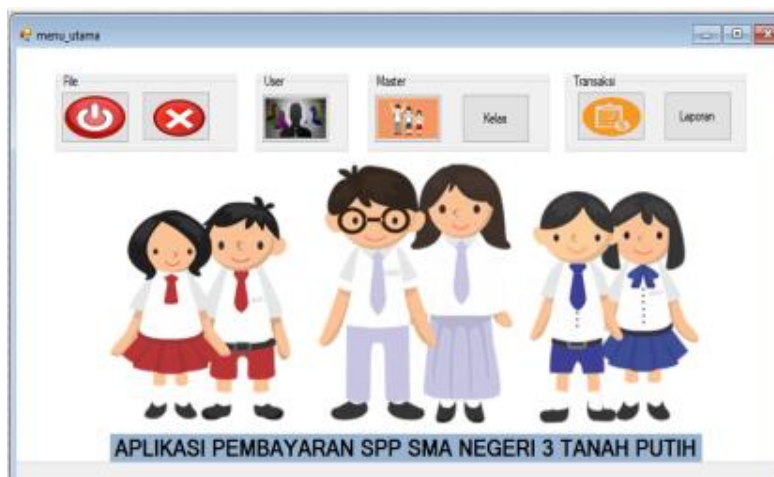 menu_utama
File
User
Master
Transaksi
Kelas
Laporan
APLIKASI PEMBAYARAN SPP SMA NEGERI 3 TANAH PUTIH